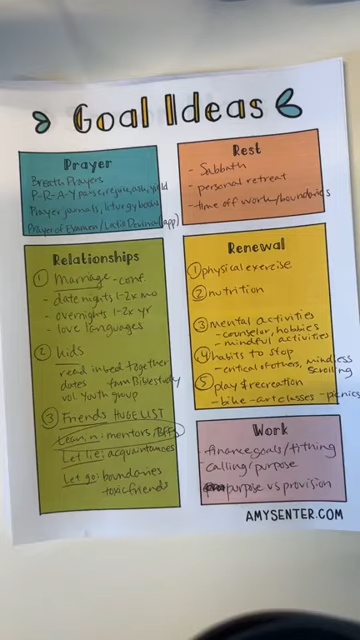 Goal Ideas
Prayer
Breath Prayers
P-R-A-Y praise, rejoice, ask, yield
Prayer journals, liturgy books
Prayer of Examen/Lectio Divina (app)
Rest
- Sabbath
- personal retreat
- time off work/boundaries
Relationships
① Marriage - conf.
- date nights 1-2x mo
- overnights 1-2x yr
- love languages
② kids
read in bed together
dates fam Bible study
vol. youth group
③ Friends HUGE LIST
Lean in: mentors/BFFs
Let lie: acquaintances
Let go: boundaries
toxic friends
Renewal
① physical exercise
② nutrition
③ mental activities
- counselor, hobbies
- mindful activities
④ habits to stop
- critical of others, mindless
scrolling
⑤ play & recreation
- bike - art classes - picnics
Work
- finance goals/tithing
calling/purpose
purpose vs provision
AMYSENTER.COM